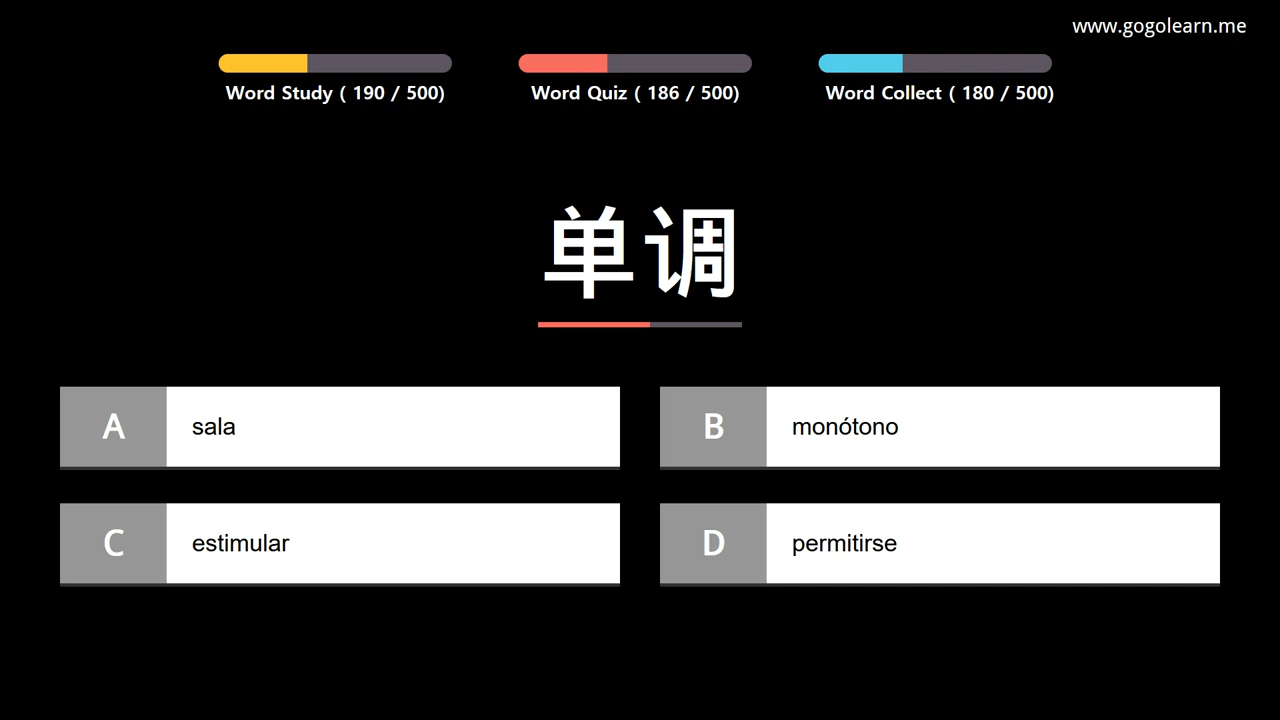 www.gogolearn.me
Word Study ( 190 / 500)
Word Quiz ( 186 / 500)
Word Collect ( 180 / 500)
单调
A sala
B monótono
C estimular
D permitirse